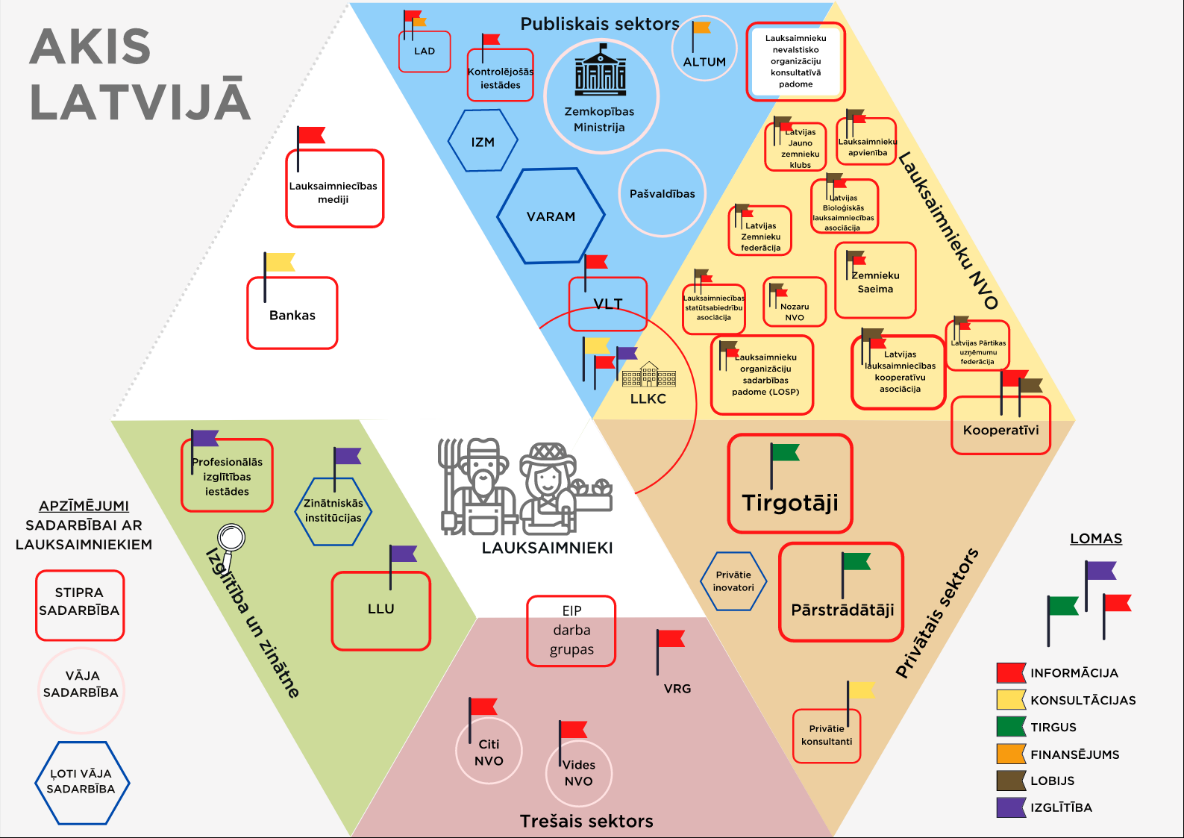 AKIS
LATVIJĀ
Publiskais sektors
LAD
Kontrolējošās
iestādes
Zemkopības
Ministrija
ALTUM
IZM
VARAM
Pašvaldības
VLT
LLKC
Lauksaimnieku
nevalstisko
organizāciju
konsultatīvā
padome
Lauksaimnieku NVO
Latvijas
Jauno
zemnieku
klubs
Lauksaimnieku
apvienība
Latvijas
Bioloģiskās
lauksaimniecības
asociācija
Latvijas
Zemnieku
federācija
Zemnieku
Saeima
Lauksaimniecības
statūtsabiedrību
asociācija
Nozaru
NVO
Lauksaimnieku
organizāciju
sadarbības
padome (LOSP)
Latvijas
lauksaimniecības
kooperatīvu
asociācija
Latvijas Pārtikas
uzņēmumu
federācija
Kooperatīvi
Lauksaimniecības
mediji
Bankas
Profesionālās
izglītības
iestādes
Zinātniskās
institūcijas
LLU
Izglītība un zinātne
LAUKSAIMNIEKI
Tirgotāji
Privātie
inovatori
Pārstrādātāji
Privātais sektors
Privātie
konsultanti
EIP
darba
grupas
VRG
Citi
NVO
Vides
NVO
Trešais sektors
APZĪMĒJUMI
SADARBĪBAI AR
LAUKSAIMNIEKIEM
STIPRA
SADARBĪBA
VĀJA
SADARBĪBA
ĻOTI VĀJA
SADARBĪBA
LOMAS
INFORMĀCIJA
KONSULTĀCIJAS
TIRGUS
FINANSĒJUMS
LOBIJS
IZGLĪTĪBA